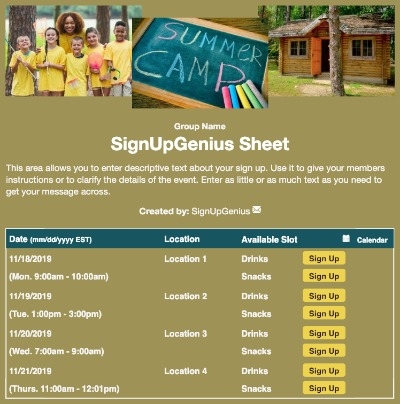 SUMMER
CAMP
Group Name
SignUpGenius Sheet
This area allows you to enter descriptive text about your sign up. Use it to give your members
instructions or to clarify the details of the event. Enter as little or as much text as you need to
get your message across.
Created by: SignUpGenius
Date (mm/dd/yyyy EST) Location Available Slot Calendar
11/18/2019 Location 1 Drinks Sign Up
(Mon. 9:00am - 10:00am) Snacks Sign Up
11/19/2019 Location 2 Drinks Sign Up
(Tue. 1:00pm - 3:00pm) Snacks Sign Up
11/20/2019 Location 3 Drinks Sign Up
(Wed. 7:00am - 9:00am) Snacks Sign Up
11/21/2019 Location 4 Drinks Sign Up
(Thurs. 11:00am - 12:01pm) Snacks Sign Up